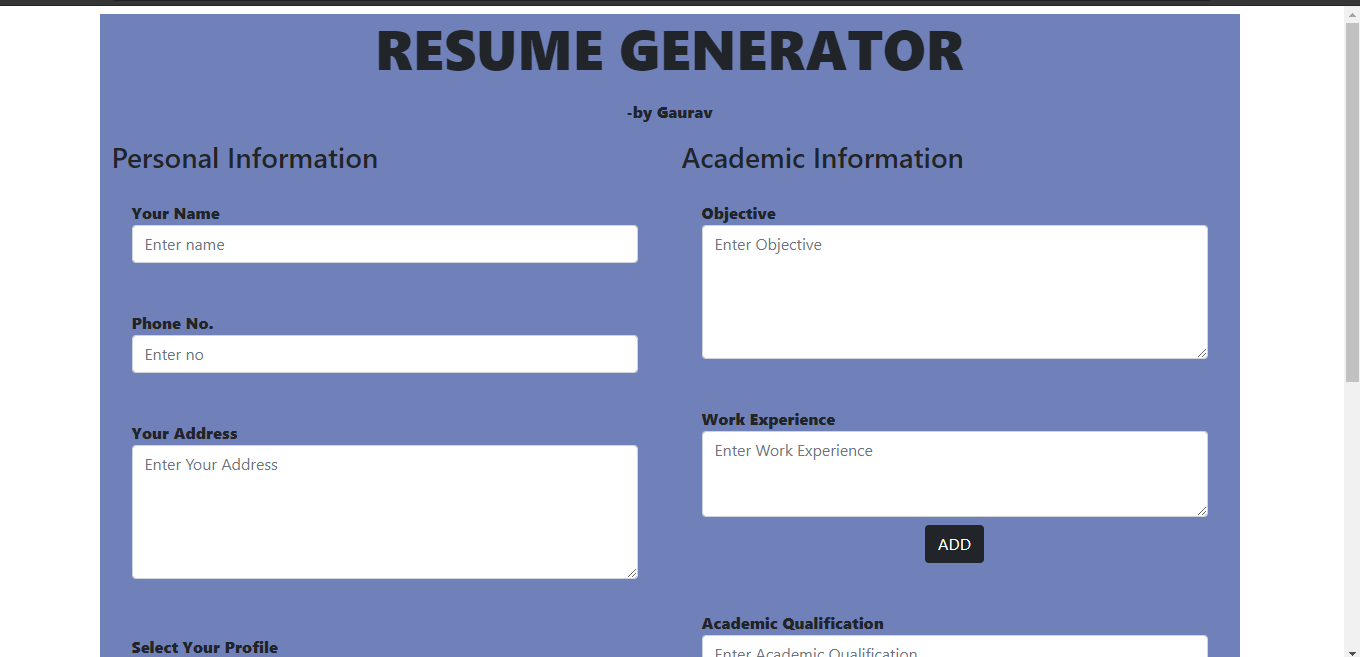 RESUME GENERATOR
-by Gaurav
Personal Information
Your Name
Enter name
Phone No.
Enter no
Your Address
Enter Your Address
Select Your Profile
Academic Information
Objective
Enter Objective
Work Experience
Enter Work Experience
ADD
Academic Qualification
Enter Academic Qualification